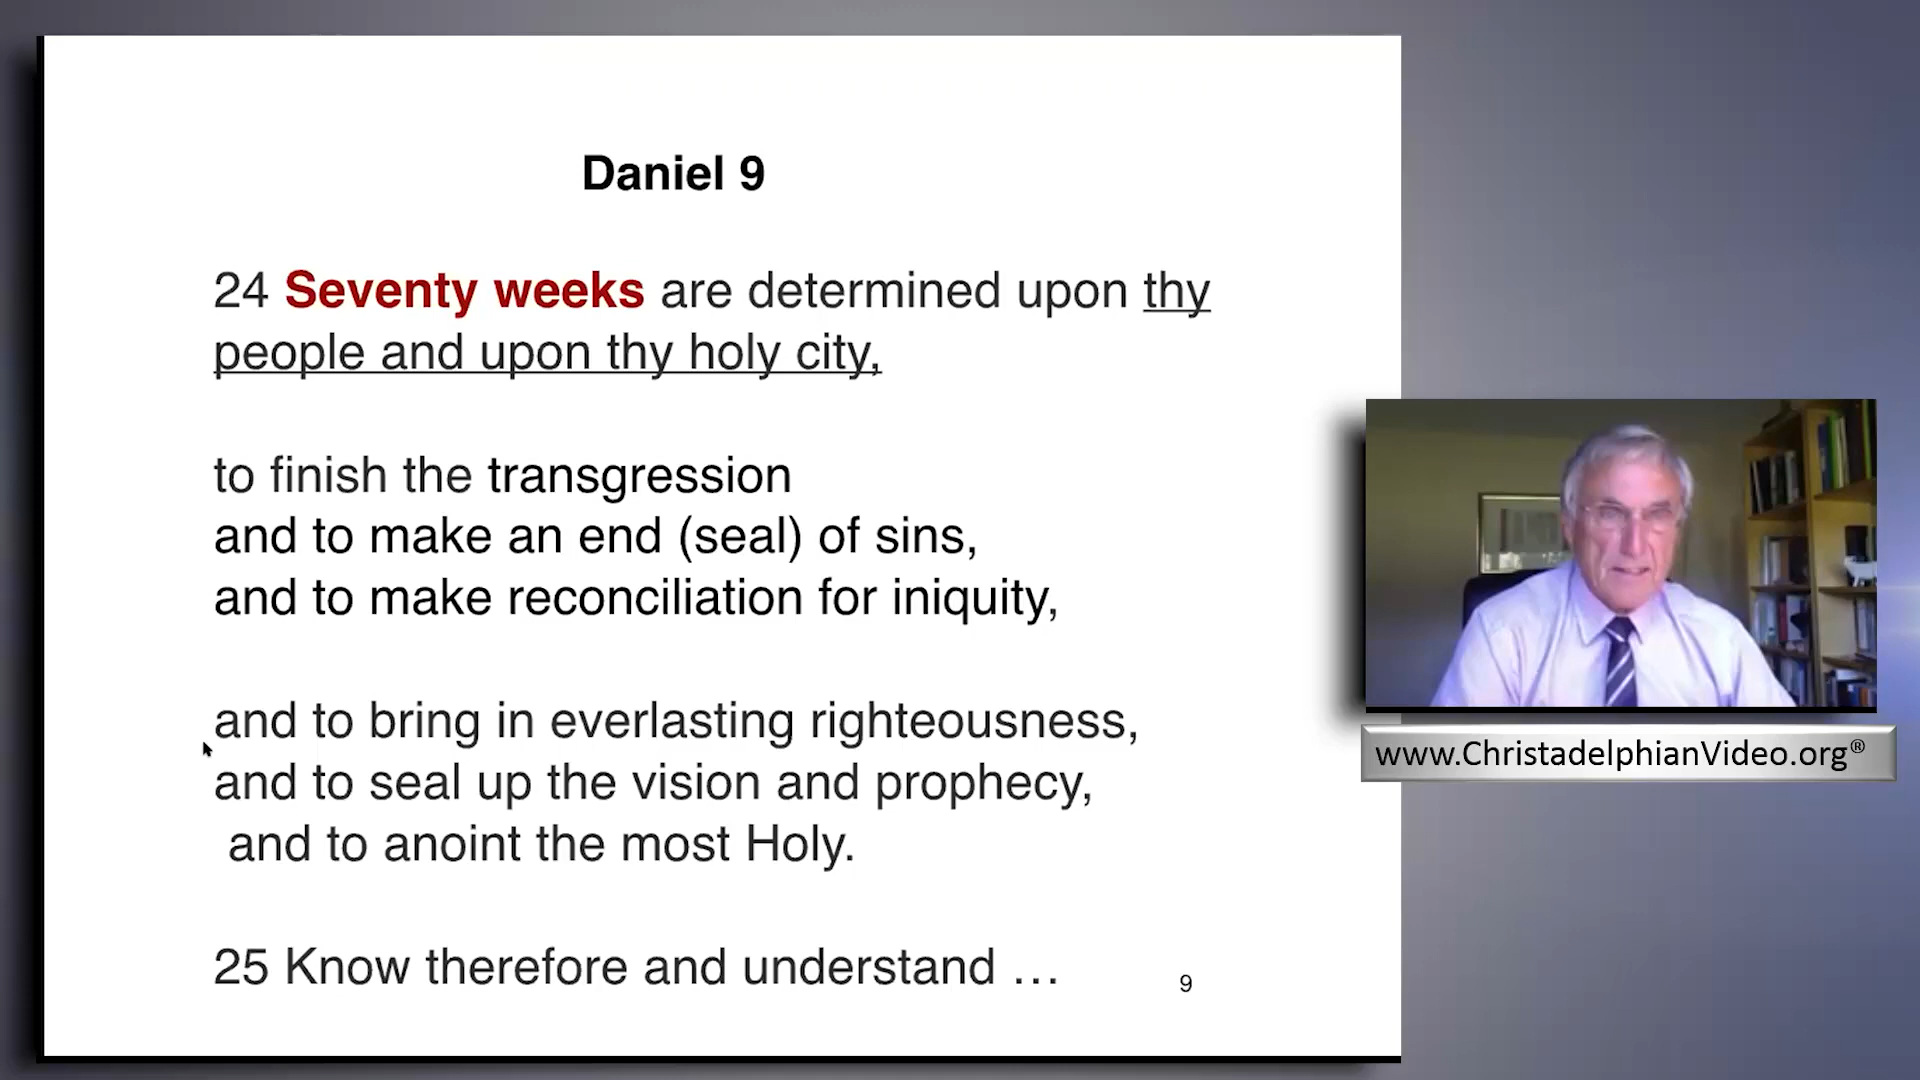 Daniel 9
24 Seventy weeks are determined upon thy
people and upon thy holy city,
to finish the transgression
and to make an end (seal) of sins,
and to make reconciliation for iniquity,
and to bring in everlasting righteousness,
and to seal up the vision and prophecy,
and to anoint the most Holy.
25 Know therefore and understand …
9
www.ChristadelphianVideo.org®